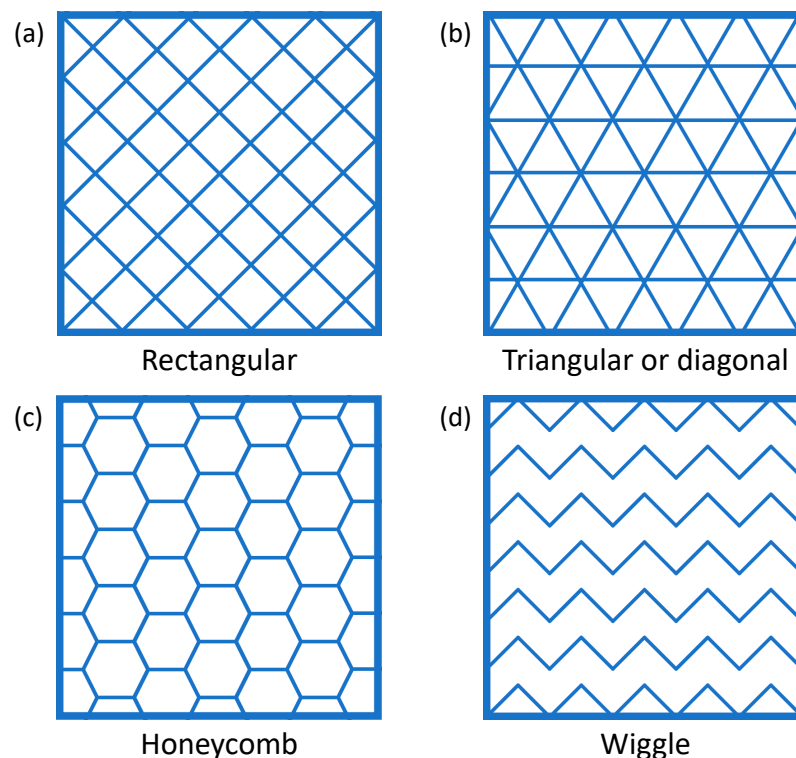 (a)
(b)
Rectangular
Triangular or diagonal
(c)
(d)
Honeycomb
Wiggle